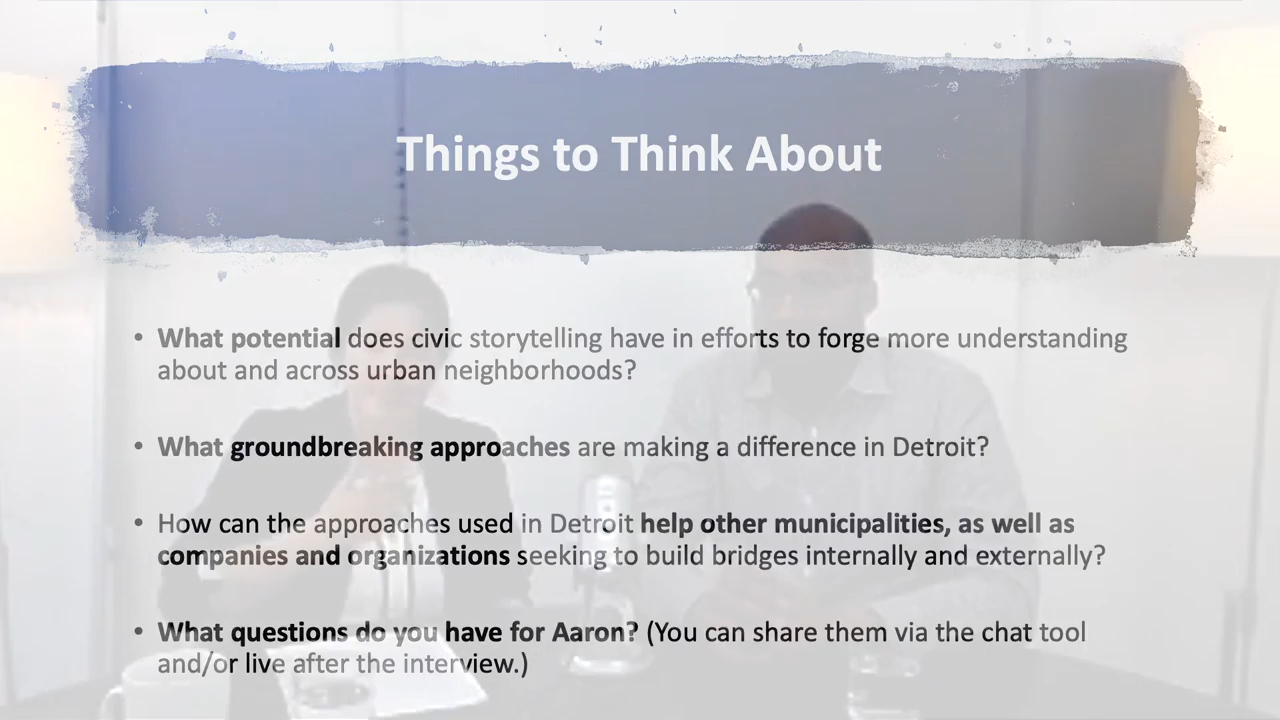 Things to Think About
• What potential does civic storytelling have in efforts to forge more understanding
about and across urban neighborhoods?
• What groundbreaking approaches are making a difference in Detroit?
• How can the approaches used in Detroit help other municipalities, as well as
companies and organizations seeking to build bridges internally and externally?
• What questions do you have for Aaron? (You can share them via the chat tool
and/or live after the interview.)